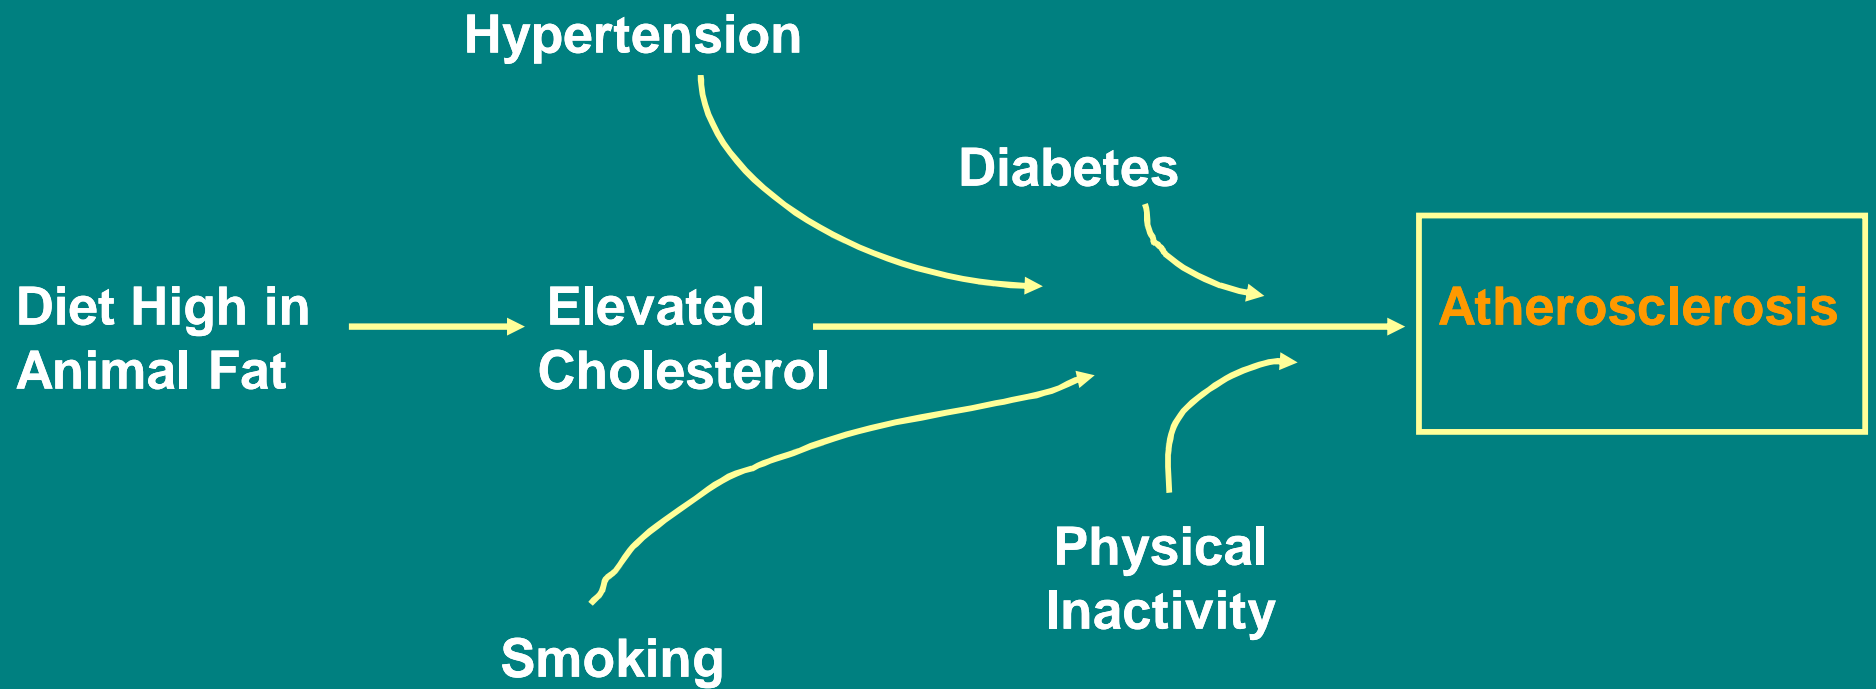 Hypertension
Diabetes
Diet High in
Animal Fat
Elevated
Cholesterol
Atherosclerosis
Physical
Inactivity
Smoking